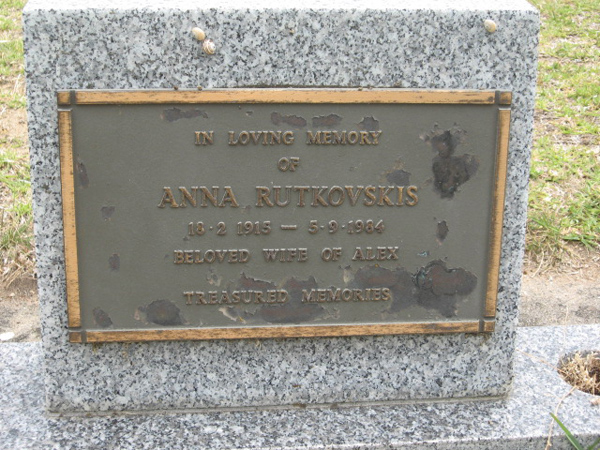 IN LOVING MEMORY
OF
ANNA RUTKOVSKIS
18·2 1915 — 5·9·1984
BELOVED WIFE OF ALEX
TREASURED MEMORIES